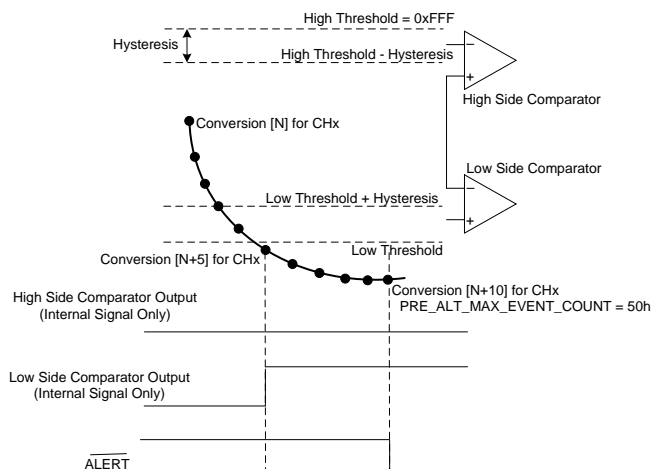 High Threshold = 0xFFF
Hysteresis
High Threshold - Hysteresis
High Side Comparator
Conversion [N] for CHx
Low Side Comparator
Low Threshold + Hysteresis
Low Threshold
Conversion [N+5] for CHx
Conversion [N+10] for CHx
PRE_ALT_MAX_EVENT_COUNT = 50h
High Side Comparator Output
(Internal Signal Only)
Low Side Comparator Output
(Internal Signal Only)
ALERT